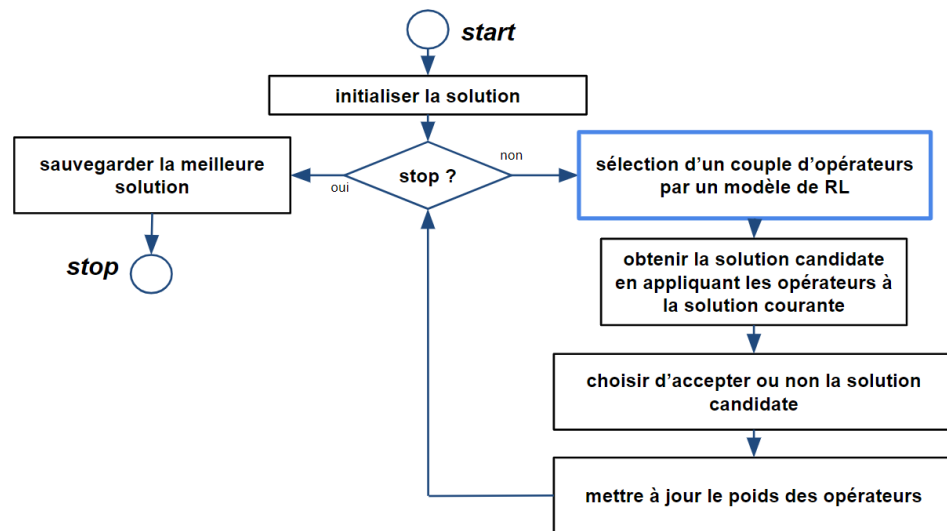 start
initialiser la solution
stop ?
oui
non
sauvegarder la meilleure
solution
stop
sélection d'un couple d'opérateurs
par un modèle de RL
obtenir la solution candidate
en appliquant les opérateurs à
la solution courante
choisir d'accepter ou non la solution
candidate
mettre à jour le poids des opérateurs